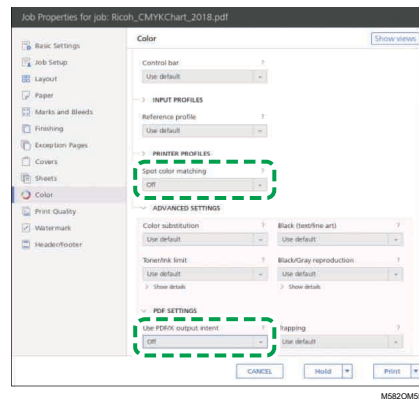 Job Properties for job: Ricoh_CMYKChart_2018.pdf
Basic Settings
Job Setup
Layout
Paper
Marks and Bleeds
Finishing
Exception Pages
Covers
Sheets
Color
Print Quality
Watermark
Header/Footer
Color
Show views
Control bar ?
Use default
INPUT PROFILES
Reference profile ?
Use default
PRINTER PROFILES
Spot color matching ?
Off
ADVANCED SETTINGS
Color substitution ? Black (text/line art) ?
Use default Use default
Toner/Ink limit ? Black/Gray reproduction ?
Use default Use default
> Show details > Show details
PDF SETTINGS
Use PDF/X output intent ? Trapping ?
Off Use default
CANCEL Hold Print